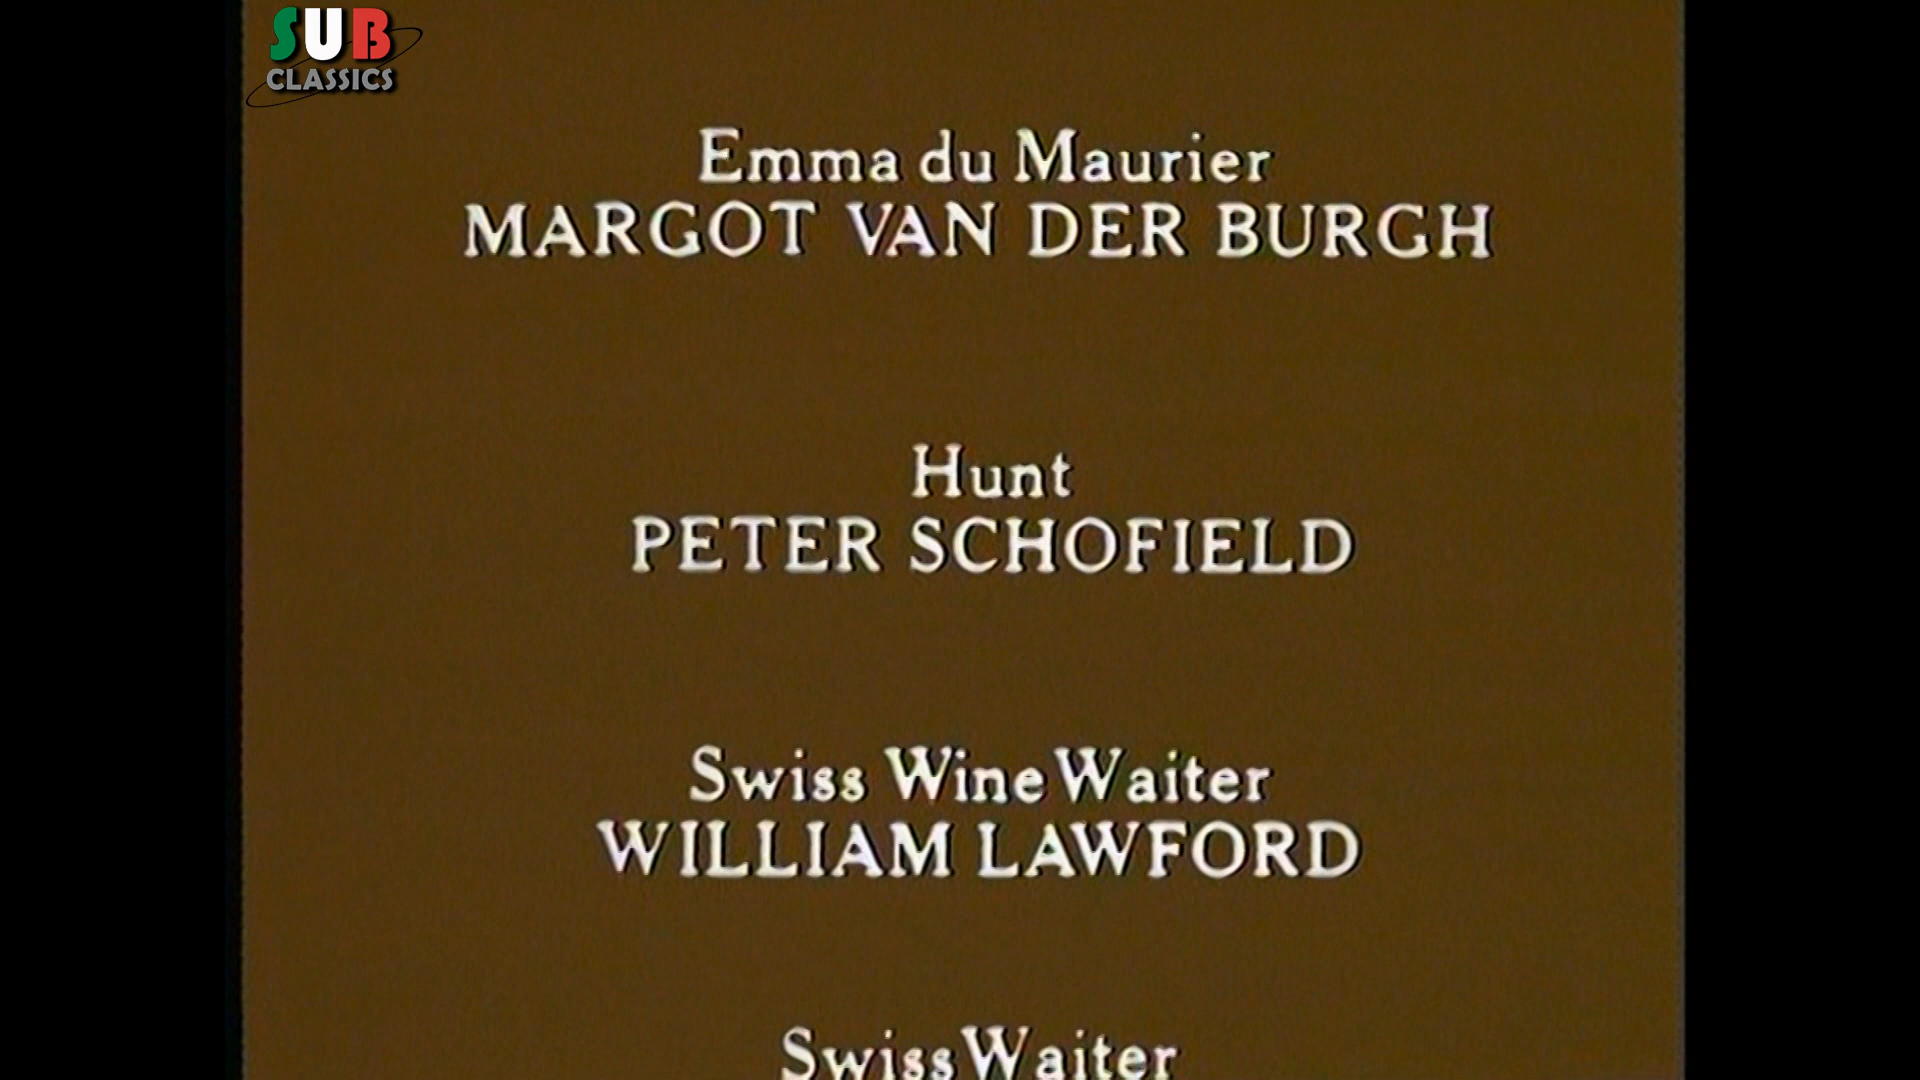 SUB
CLASSICS
Emma du Maurier
MARGOT VAN DER BURGH
Hunt
PETER SCHOFIELD
Swiss Wine Waiter
WILLIAM LAWFORD
Swiss Waiter